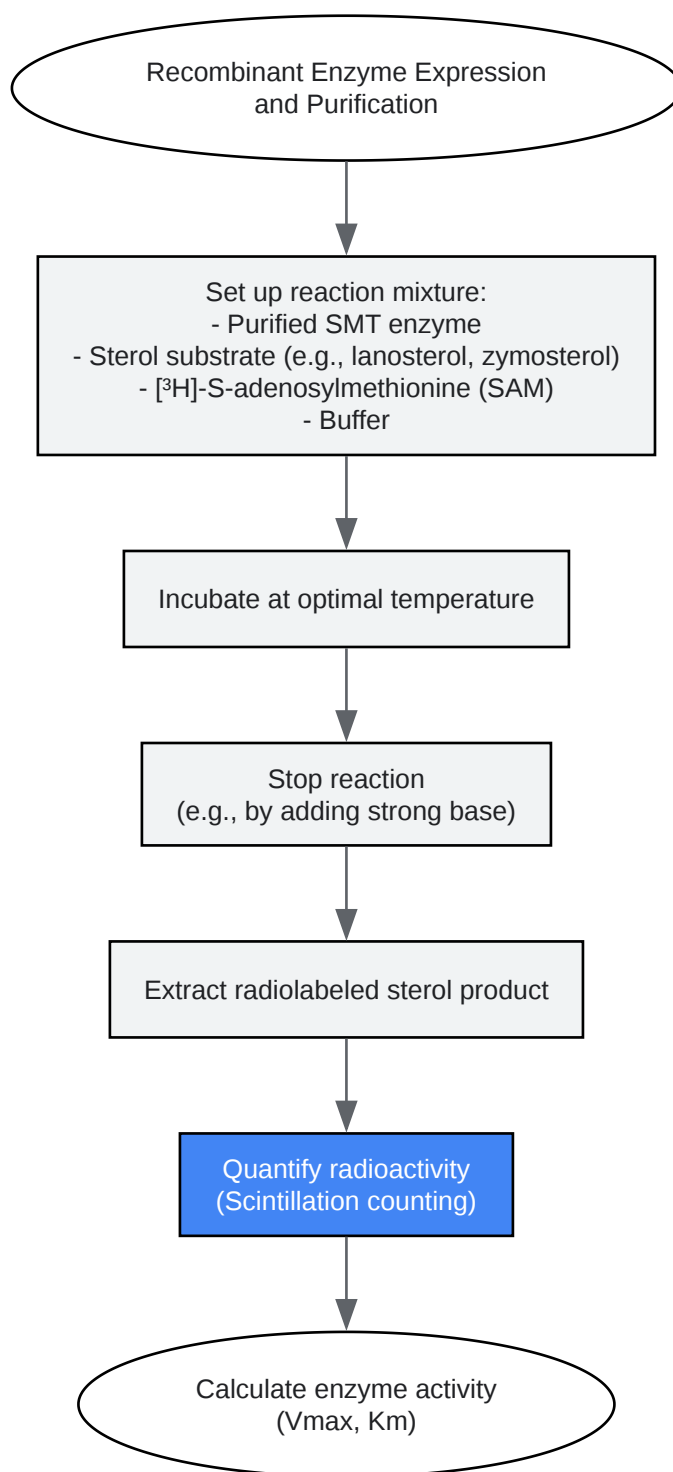 Recombinant Enzyme Expression
and Purification
Set up reaction mixture:
- Purified SMT enzyme
- Sterol substrate (e.g., lanosterol, zymosterol)
- [³H]-S-adenosylmethionine (SAM)
- Buffer
Incubate at optimal temperature
Stop reaction
(e.g., by adding strong base)
Extract radiolabeled sterol product
Quantify radioactivity
(Scintillation counting)
Calculate enzyme activity
(Vmax, Km)